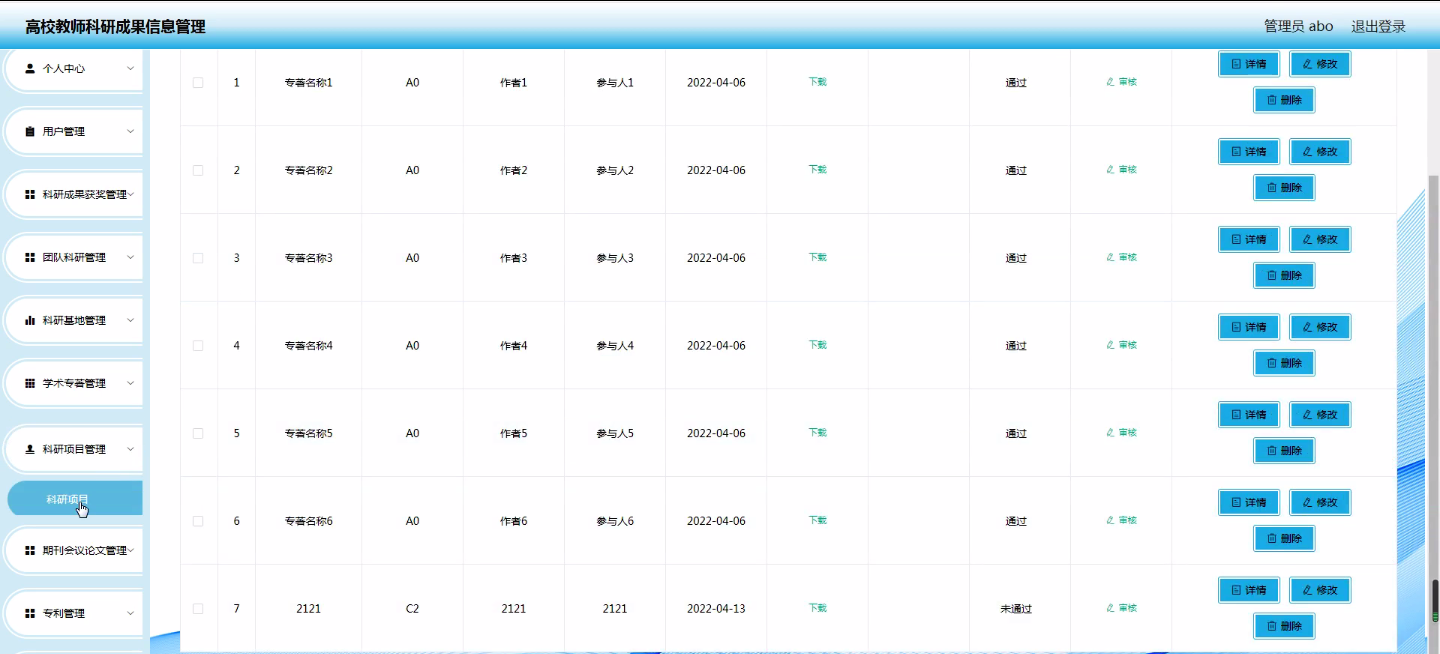 高校教师科研成果信息管理
管理员 abo 退出登录
个人中心
用户管理
科研成果获奖管理
团队科研管理
科研基地管理
学术专著管理
科研项目管理
科研项目
期刊会议论文管理
专利管理
1 专著名称1 A0 作者1 参与人1 2022-04-06 下载 通过 审核 详情 修改
删除
2 专著名称2 A0 作者2 参与人2 2022-04-06 下载 通过 审核 详情 修改
删除
3 专著名称3 A0 作者3 参与人3 2022-04-06 下载 通过 审核 详情 修改
删除
4 专著名称4 A0 作者4 参与人4 2022-04-06 下载 通过 审核 详情 修改
删除
5 专著名称5 A0 作者5 参与人5 2022-04-06 下载 通过 审核 详情 修改
删除
6 专著名称6 A0 作者6 参与人6 2022-04-06 下载 通过 审核 详情 修改
删除
7 2121 C2 2121 2121 2022-04-13 下载 未通过 审核 详情 修改
删除